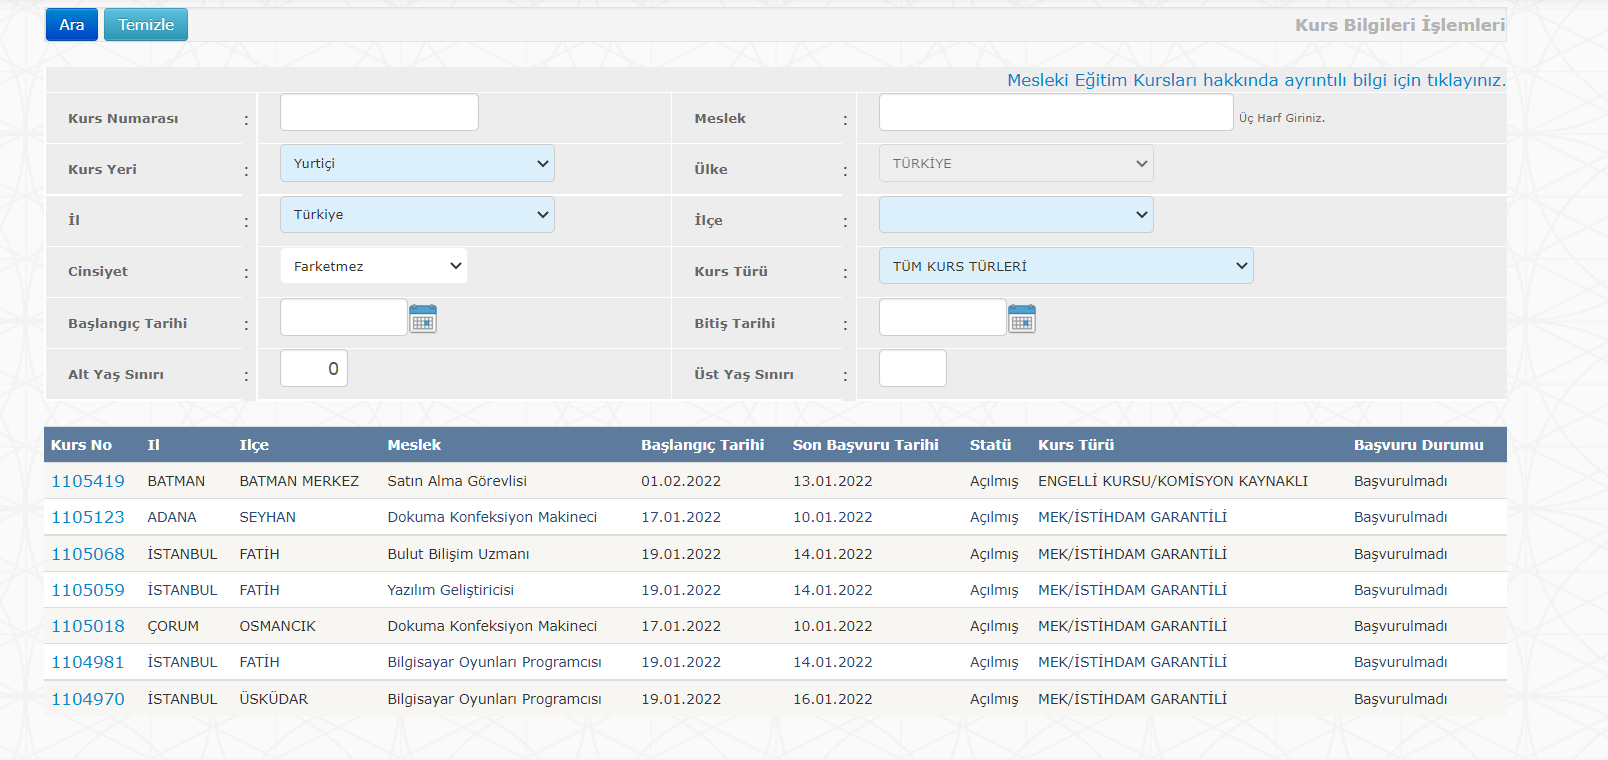 Ara Temizle Kurs Bilgileri İşlemleri
Mesleki Eğitim Kursları hakkında ayrıntılı bilgi için tıklayınız.
Kurs Numarası : Meslek : Üç Harf Giriniz.
Kurs Yeri : Yurtiçi Ülke : TÜRKİYE
İl : Türkiye İlçe :
Cinsiyet : Farketmez Kurs Türü : TÜM KURS TÜRLERİ
Başlangıç Tarihi : Bitiş Tarihi :
Alt Yaş Sınırı : 0 Üst Yaş Sınırı :
Kurs No Il Ilçe Meslek Başlangıç Tarihi Son Başvuru Tarihi Statü Kurs Türü Başvuru Durumu
1105419 BATMAN BATMAN MERKEZ Satın Alma Görevlisi 01.02.2022 13.01.2022 Açılmış ENGELLİ KURSU/KOMİSYON KAYNAKLI Başvurulmadı
1105123 ADANA SEYHAN Dokuma Konfeksiyon Makineci 17.01.2022 10.01.2022 Açılmış MEK/İSTİHDAM GARANTİLİ Başvurulmadı
1105068 İSTANBUL FATİH Bulut Bilişim Uzmanı 19.01.2022 14.01.2022 Açılmış MEK/İSTİHDAM GARANTİLİ Başvurulmadı
1105059 İSTANBUL FATİH Yazılım Geliştiricisi 19.01.2022 14.01.2022 Açılmış MEK/İSTİHDAM GARANTİLİ Başvurulmadı
1105018 ÇORUM OSMANCIK Dokuma Konfeksiyon Makineci 17.01.2022 10.01.2022 Açılmış MEK/İSTİHDAM GARANTİLİ Başvurulmadı
1104981 İSTANBUL FATİH Bilgisayar Oyunları Programcısı 19.01.2022 14.01.2022 Açılmış MEK/İSTİHDAM GARANTİLİ Başvurulmadı
1104970 İSTANBUL ÜSKÜDAR Bilgisayar Oyunları Programcısı 19.01.2022 16.01.2022 Açılmış MEK/İSTİHDAM GARANTİLİ Başvurulmadı